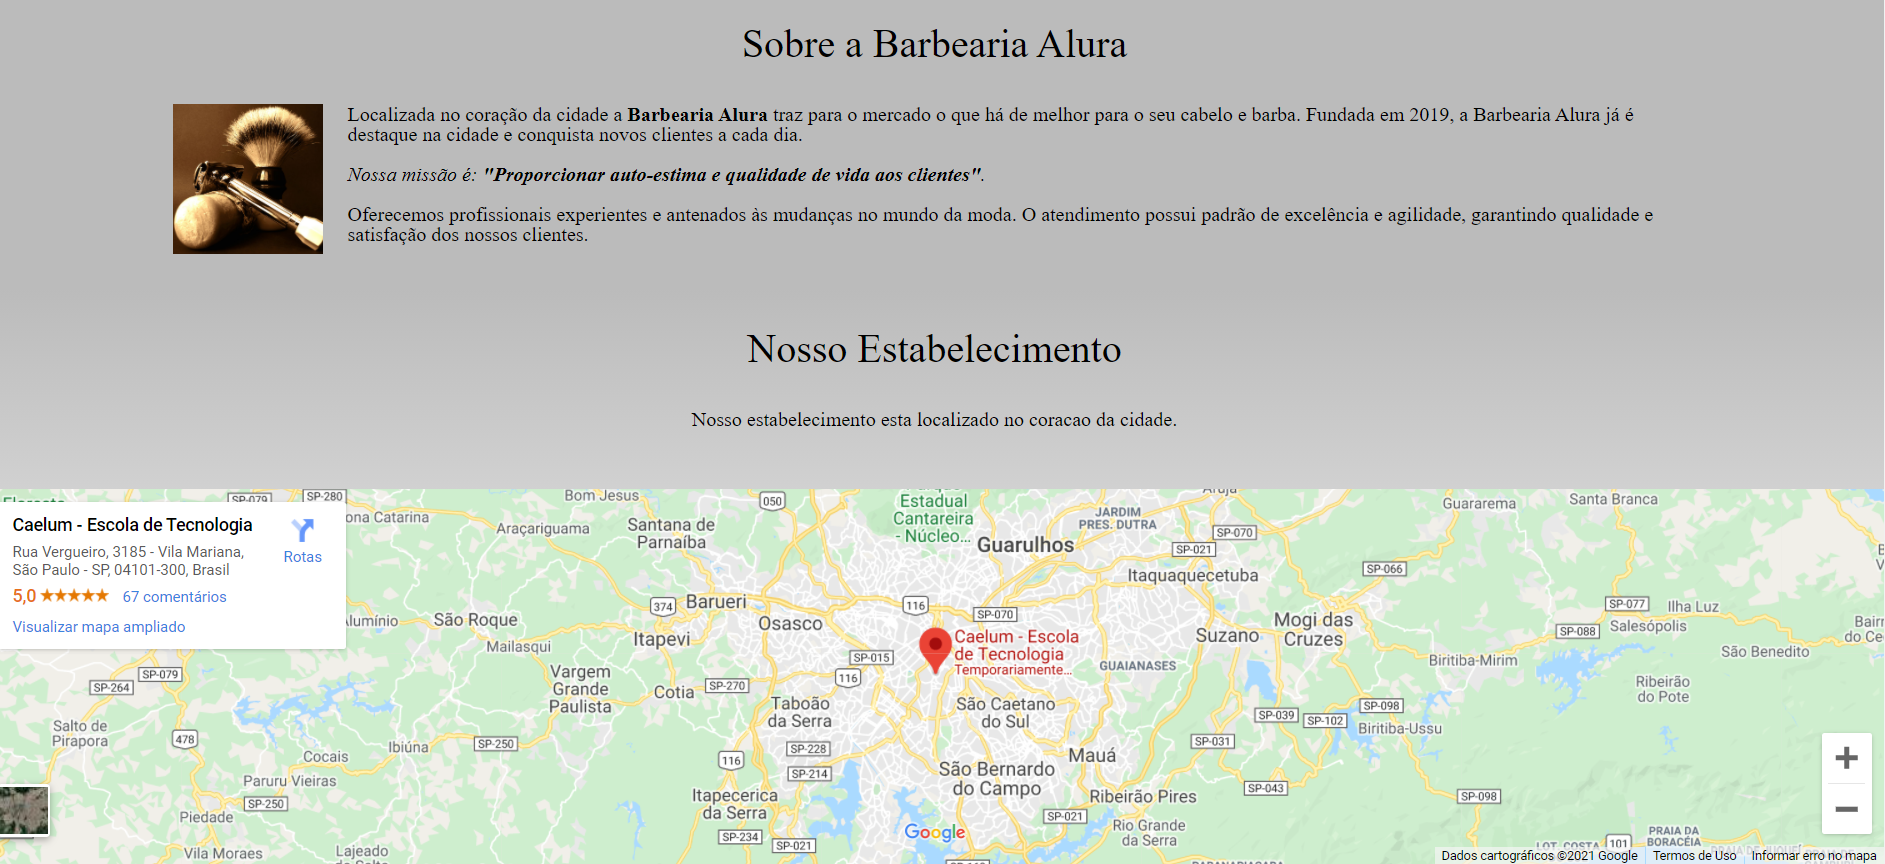 Sobre a Barbearia Alura
Localizada no coração da cidade a Barbearia Alura traz para o mercado o que há de melhor para o seu cabelo e barba. Fundada em 2019, a Barbearia Alura já é
destaque na cidade e conquista novos clientes a cada dia.
Nossa missão é: "Proporcionar auto-estima e qualidade de vida aos clientes".
Oferecemos profissionais experientes e antenados às mudanças no mundo da moda. O atendimento possui padrão de excelência e agilidade, garantindo qualidade e
satisfação dos nossos clientes.
Nosso Estabelecimento
Nosso estabelecimento esta localizado no coracao da cidade.
Caelum - Escola de Tecnologia
Rua Vergueiro, 3185 - Vila Mariana,
São Paulo - SP, 04101-300, Brasil
Rotas
5,0 ★★★★★ 67 comentários
Visualizar mapa ampliado
SP-079
SP-280
Bom Jesus
050
Estadual
Cantareira
- Núcleo...
Guararema
Santa Branca
ona Catarina
Araçariguama
Santana de
Parnaíba
JARDIM
PRES. DUTRA
SP-070
Guarulhos
SP-021
Itaquaquecetuba
SP-066
374
Barueri
116
SP-070
SP-077
Ilha Luz
Alumínio
São Roque
Osasco
Mogi das
Cruzes
Salesópolis
Mailasqui
Itapevi
Caelum - Escola
de Tecnologia
Temporariamente...
Suzano
SP-088
São Benedito
SP-015
GUAIANASES
Biritiba-Mirim
SP-079
SP-264
Vargem
Grande
Paulista
Cotia
SP-270
116
Ribeirão
do Pote
Salto de
Pirapora
478
Taboão
da Serra
São Caetano
do Sul
SP-039
SP-102
SP-098
Biritiba-Ussu
Ibiúna
SP-250
SP-228
SP-031
Cocais
116
SP-214
Mauá
Paruru Vieiras
São Bernardo
do Campo
SP-043
SP-250
Itapecerica
da Serra
Ribeirão Pires
SP-098
Piedade
SP-021
Google
Rio Grande
da Serra
SP-234
SP-021
101
PRAIA DA
BORACÉIA
Vila Moraes
Lajeado
Dados cartográficos ©2021 Google
Termos de Uso
Informar erro no mapa